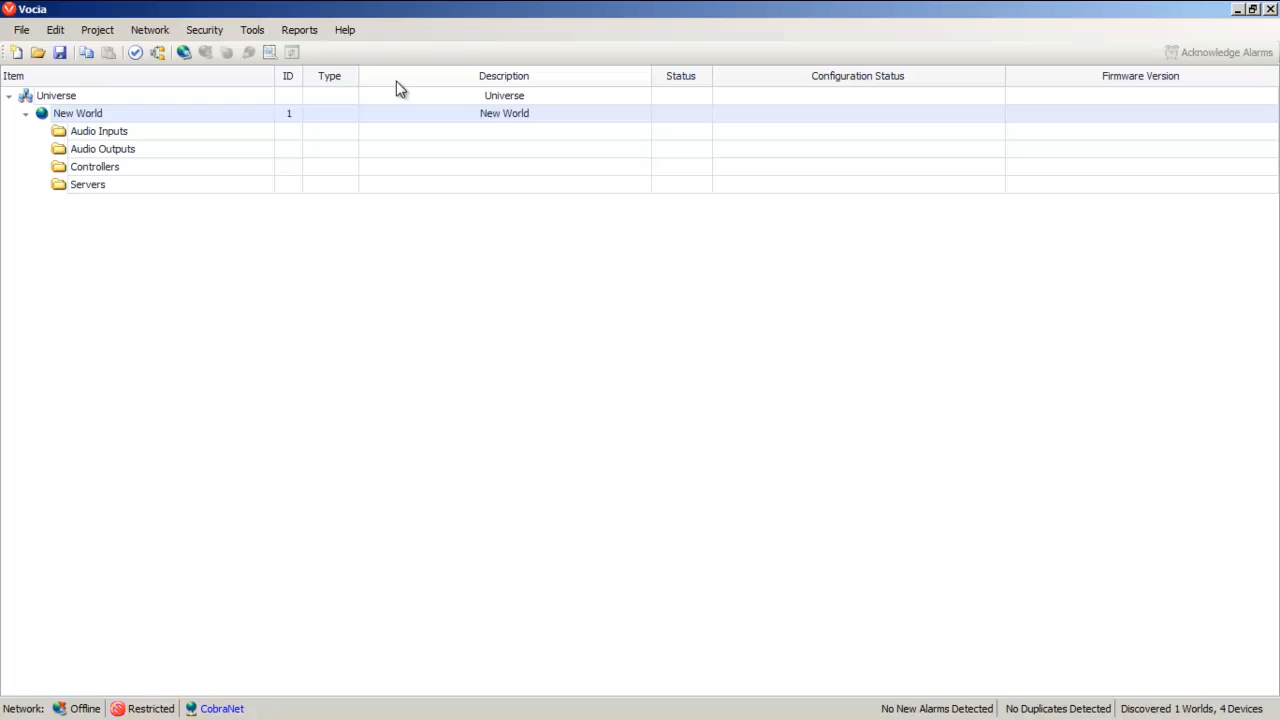 Vocia
File Edit Project Network Security Tools Reports Help
Acknowledge Alarms
Item ID Type Description Status Configuration Status Firmware Version
Universe Universe
New World 1 New World
Audio Inputs
Audio Outputs
Controllers
Servers
Network: Offline Restricted CobraNet No New Alarms Detected No Duplicates Detected Discovered 1 Worlds, 4 Devices